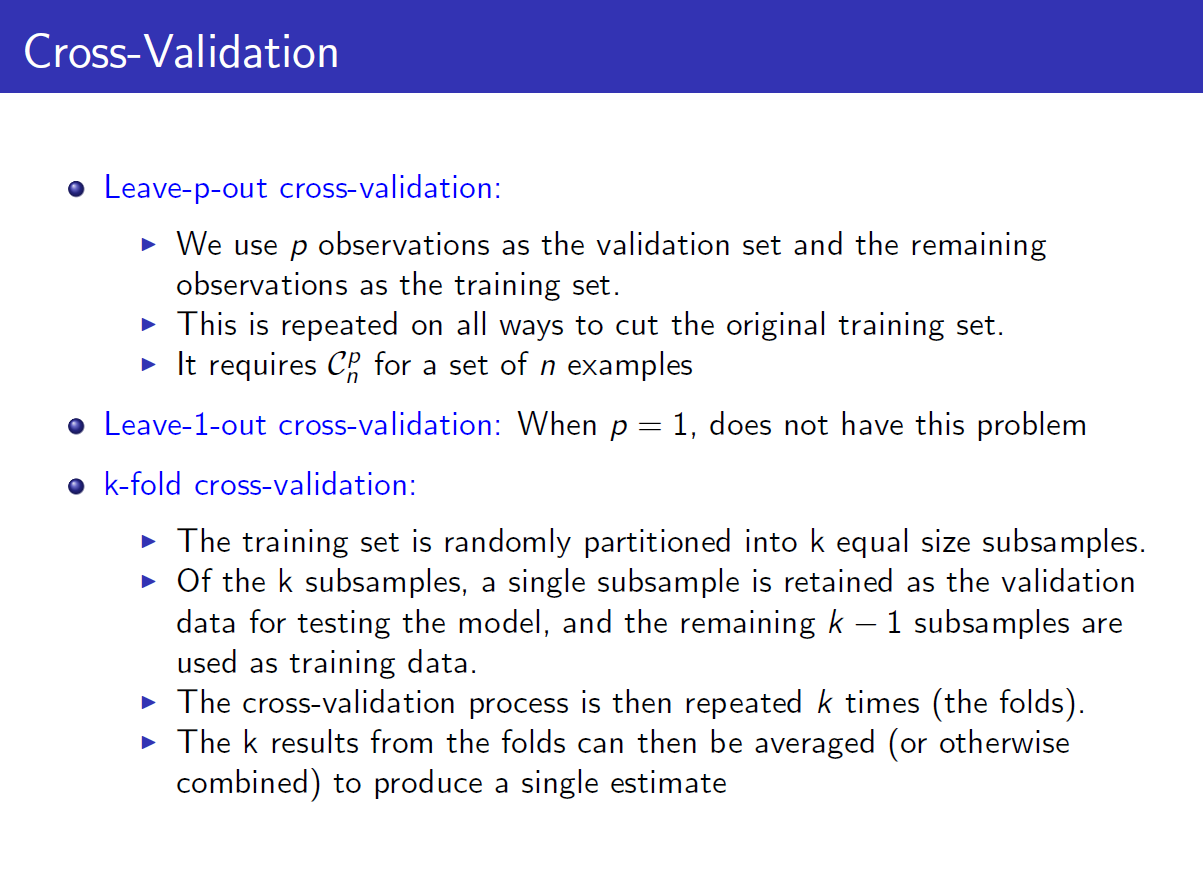 Cross-Validation
Leave-p-out cross-validation:
We use p observations as the validation set and the remaining
observations as the training set.
This is repeated on all ways to cut the original training set.
It requires C_n^p for a set of n examples
Leave-1-out cross-validation: When p = 1, does not have this problem
k-fold cross-validation:
The training set is randomly partitioned into k equal size subsamples.
Of the k subsamples, a single subsample is retained as the validation
data for testing the model, and the remaining k − 1 subsamples are
used as training data.
The cross-validation process is then repeated k times (the folds).
The k results from the folds can then be averaged (or otherwise
combined) to produce a single estimate